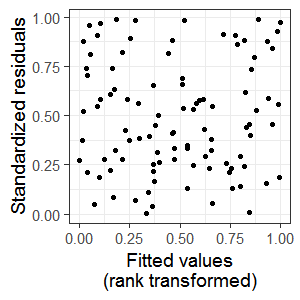 Standardized residuals
1.00
0.75
0.50
0.25
0.00
0.00 0.25 0.50 0.75 1.00
Fitted values
(rank transformed)